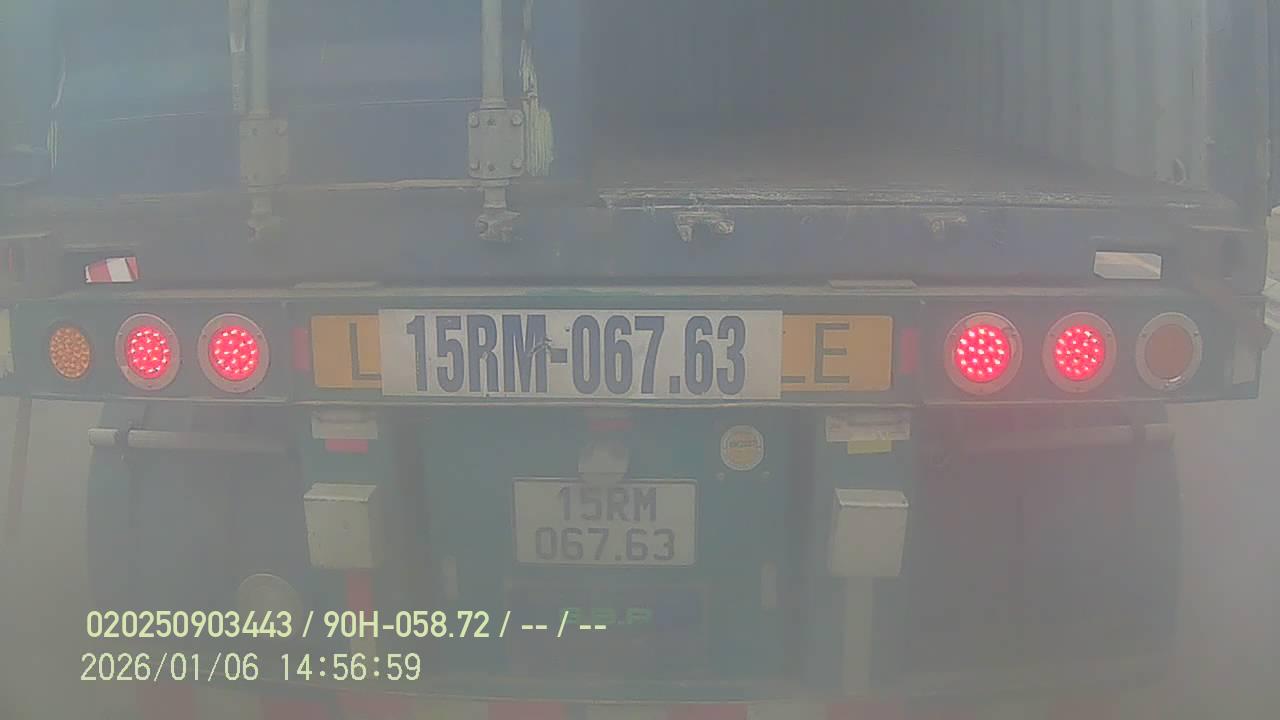 L 15RM-067.63 LE
15RM
067.63
020250903443 / 90H-058.72 / -- / --
2026/01/06 14:56:59